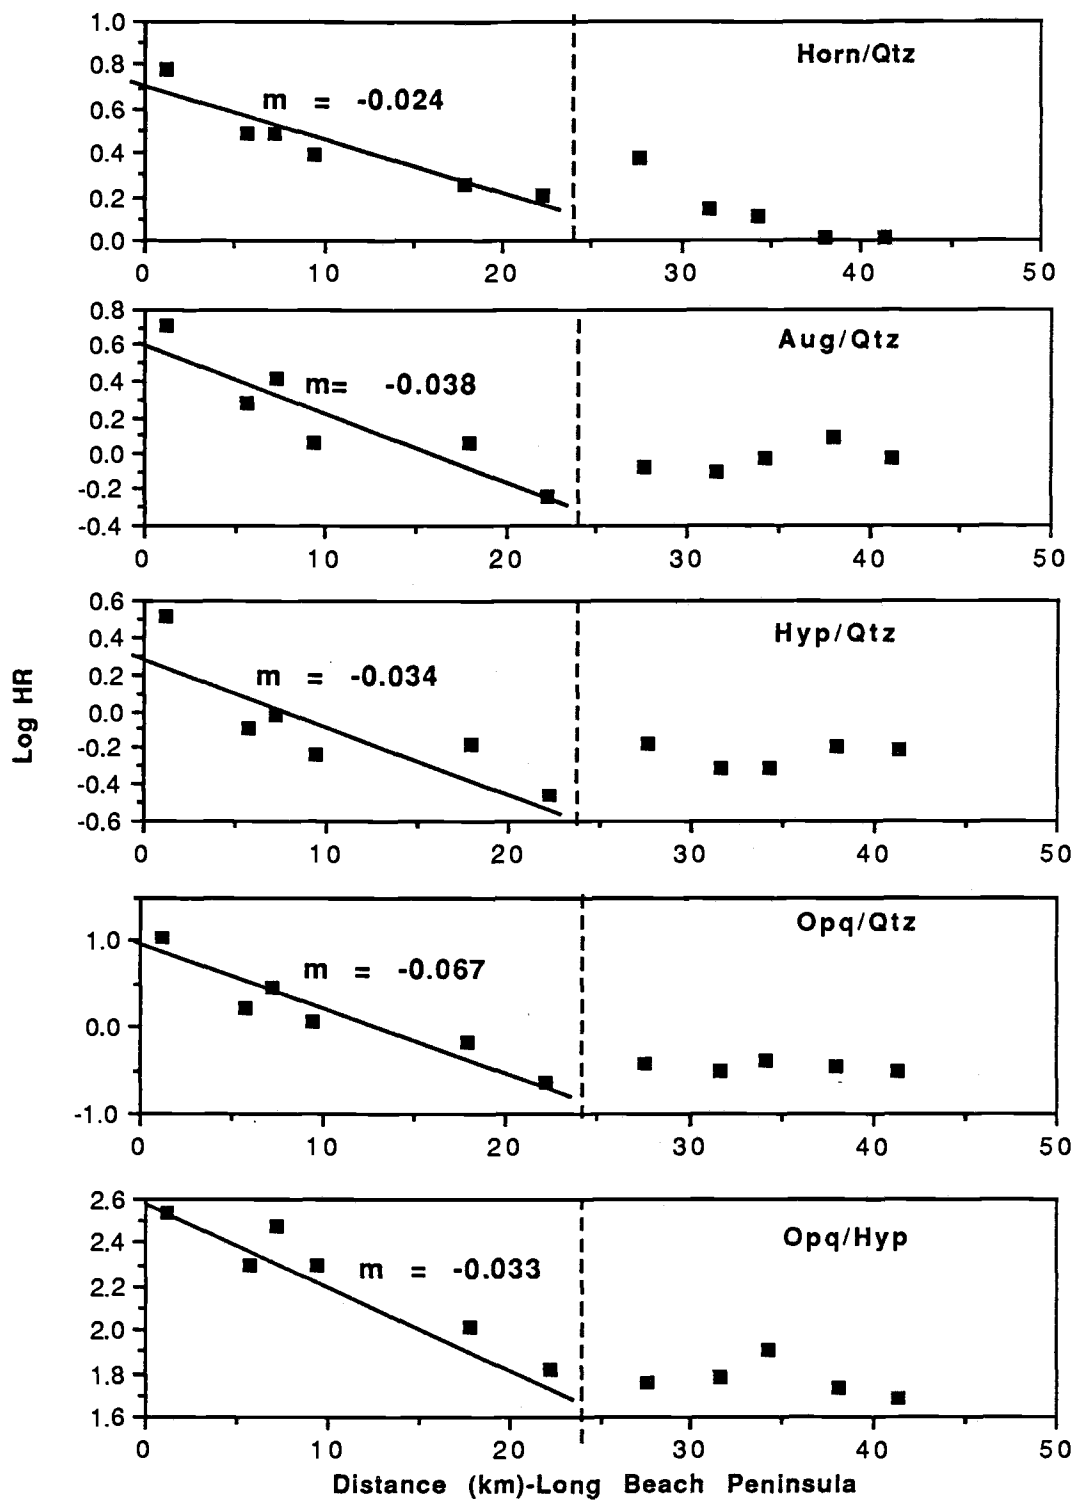 1.0
0.8
0.6
0.4
0.2
0.0
Horn/Qtz
m = -0.024
0 10 20 30 40 50
0.8
0.6
0.4
0.2
0.0
-0.2
-0.4
Aug/Qtz
m= -0.038
0 10 20 30 40 50
0.6
0.4
0.2
0.0
-0.2
-0.4
-0.6
Hyp/Qtz
m = -0.034
Log HR
0 10 20 30 40 50
1.0
0.0
-1.0
Opq/Qtz
m = -0.067
0 10 20 30 40 50
2.6
2.4
2.2
2.0
1.8
1.6
Opq/Hyp
m = -0.033
0 10 20 30 40 50
Distance (km)-Long Beach Peninsula